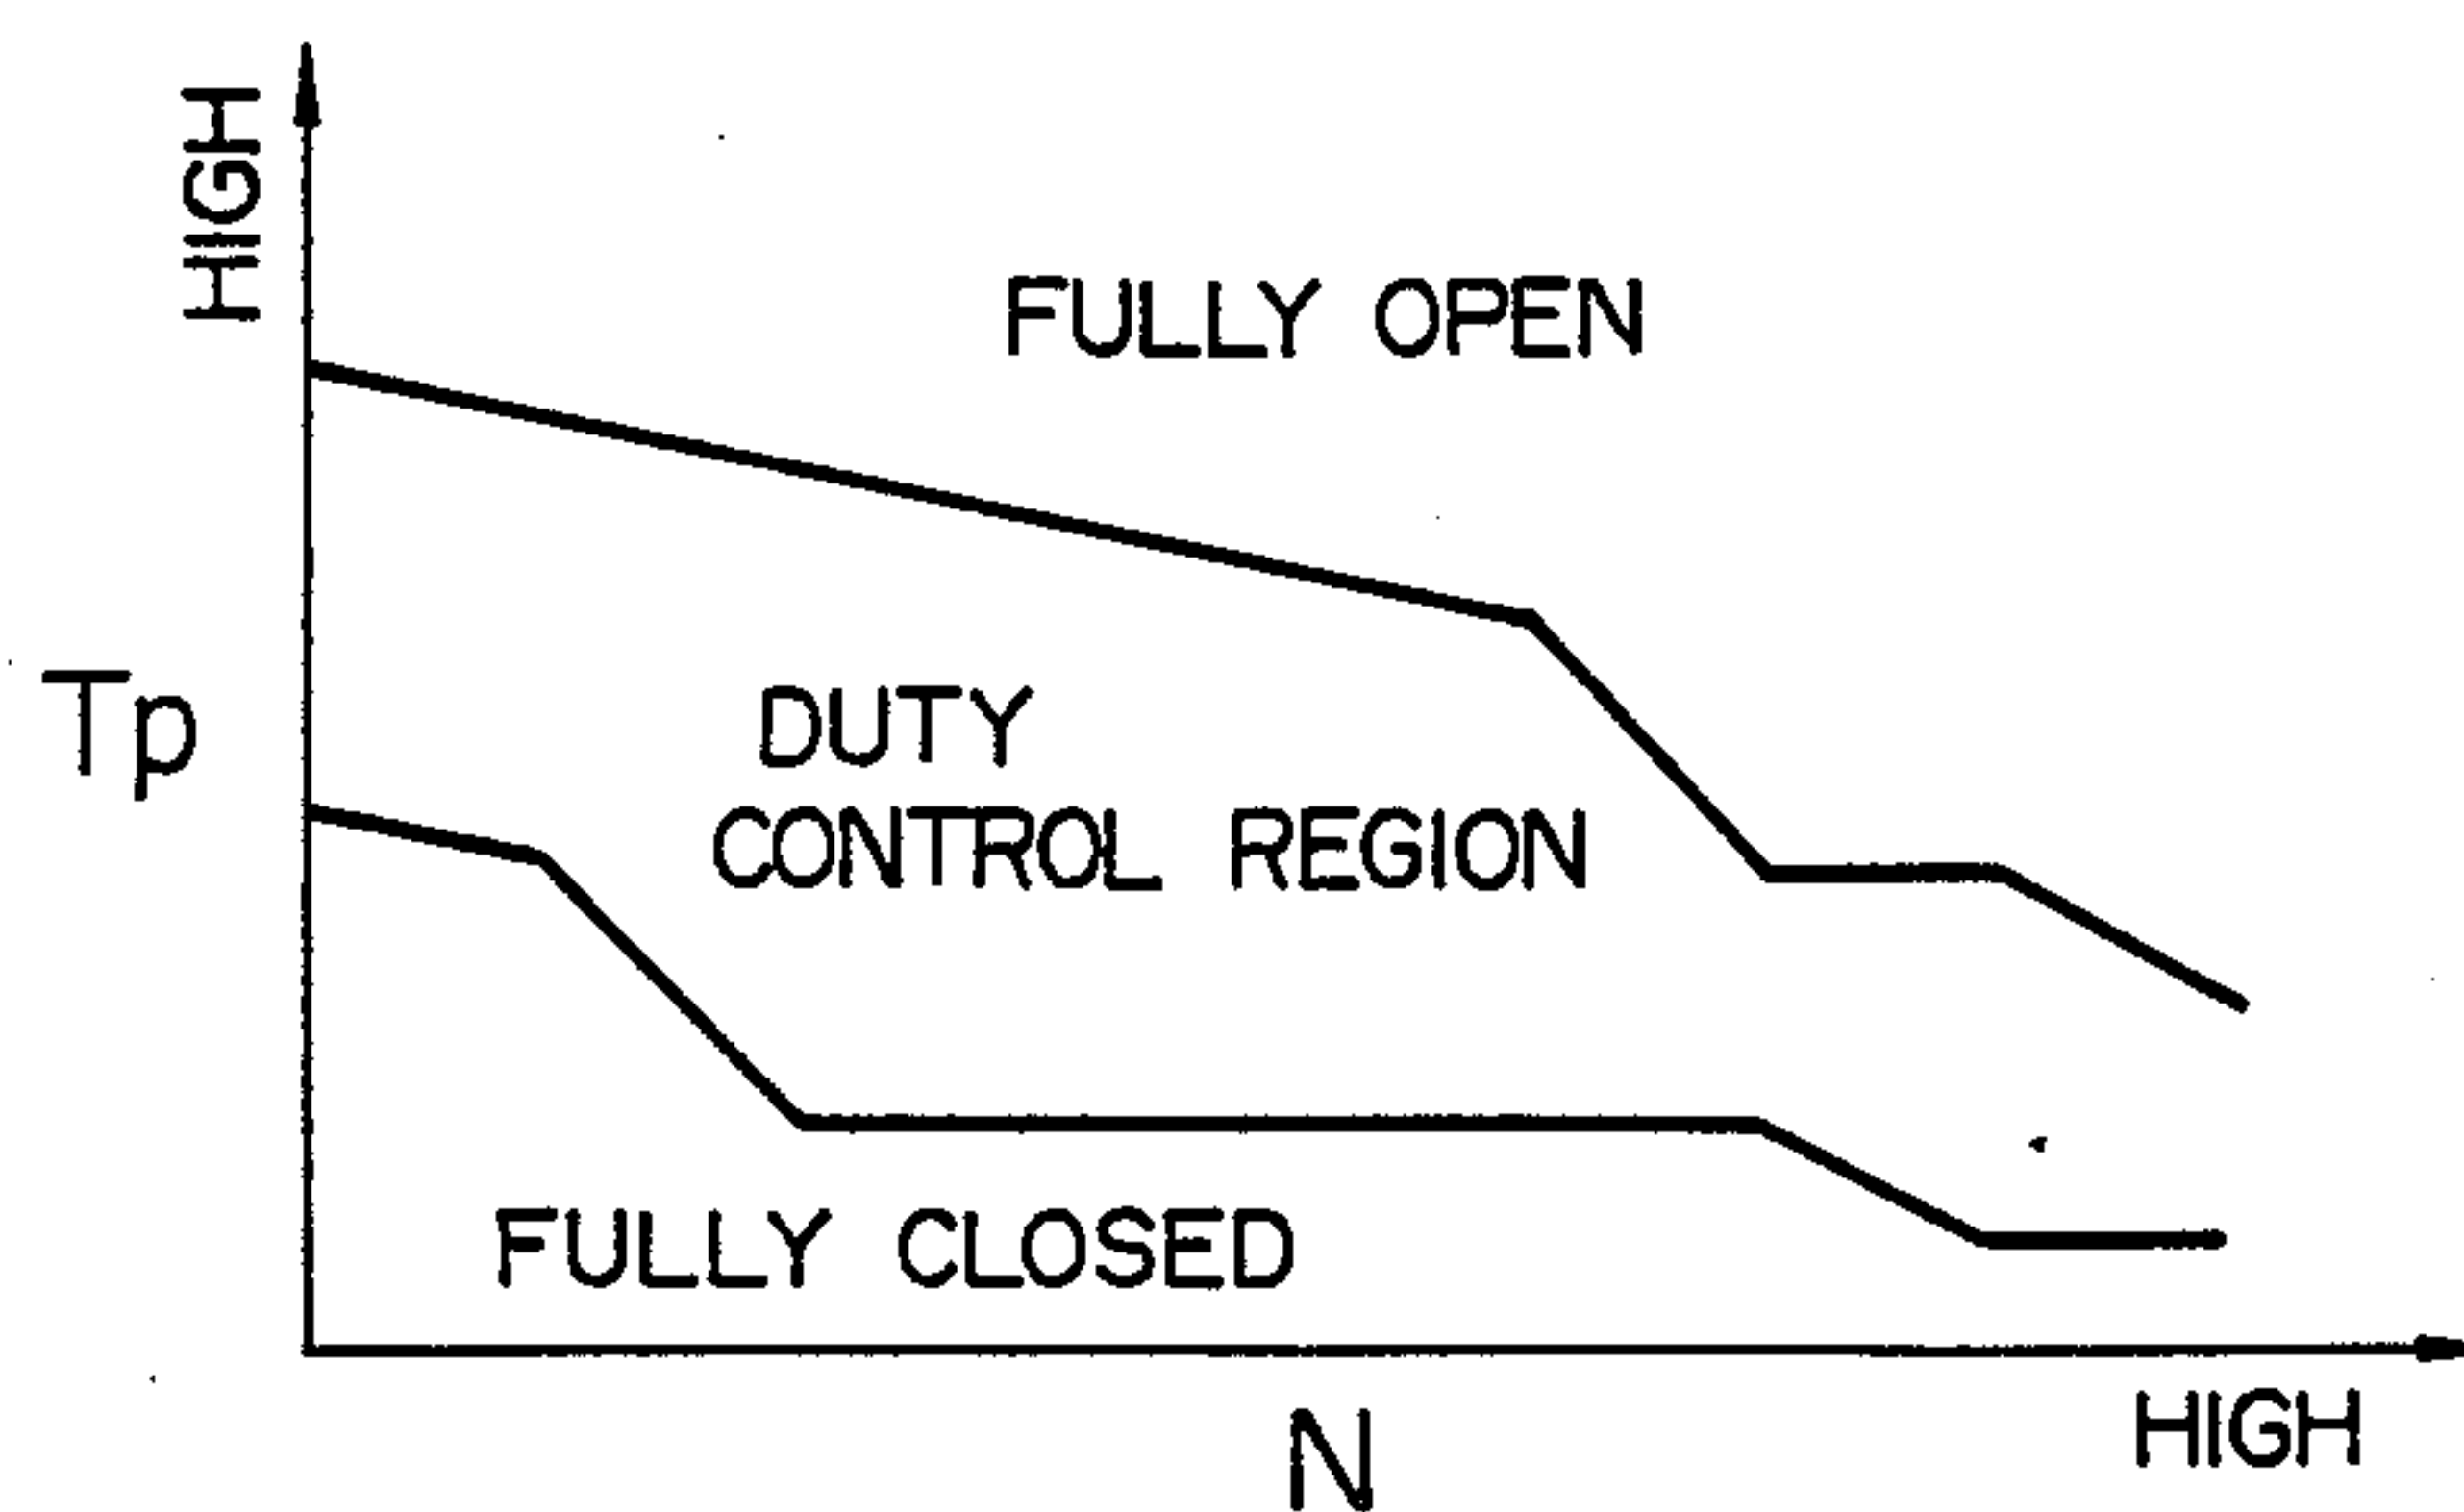 HIGH
FULLY OPEN
Tp
DUTY
CONTROL REGION
FULLY CLOSED
N
HIGH